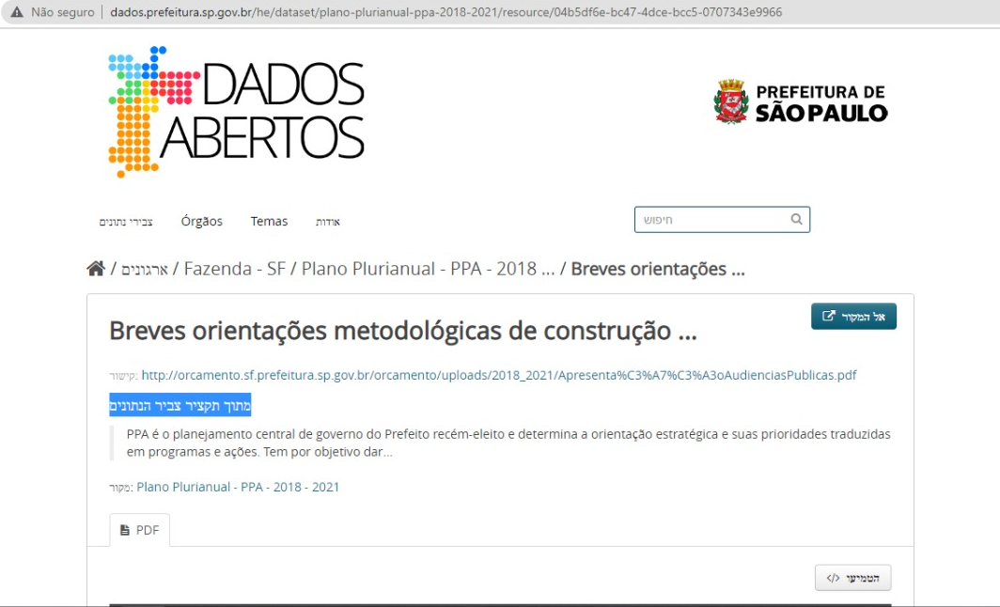 Não seguro
dados.prefeitura.sp.gov.br/he/dataset/plano-plurianual-ppa-2018-2021/resource/04b5df6e-bc47-4dce-bcc5-0707343e9966
DADOS
ABERTOS
PREFEITURA DE
SÃO PAULO
צבירי נתונים Órgãos Temas אודות
חיפוש
/ ארגונים / Fazenda - SF / Plano Plurianual - PPA - 2018 ... / Breves orientações ...
אל המקור
Breves orientações metodológicas de construção ...
קישור: http://orcamento.sf.prefeitura.sp.gov.br/orcamento/uploads/2018_2021/Apresenta%C3%A7%C3%A3oAudienciasPublicas.pdf
מתוך תקציר צביר הנתונים
PPA é o planejamento central de governo do Prefeito recém-eleito e determina a orientação estratégica e suas prioridades traduzidas
em programas e ações. Tem por objetivo dar...
מקור: Plano Plurianual - PPA - 2018 - 2021
PDF
הטמיעי </>